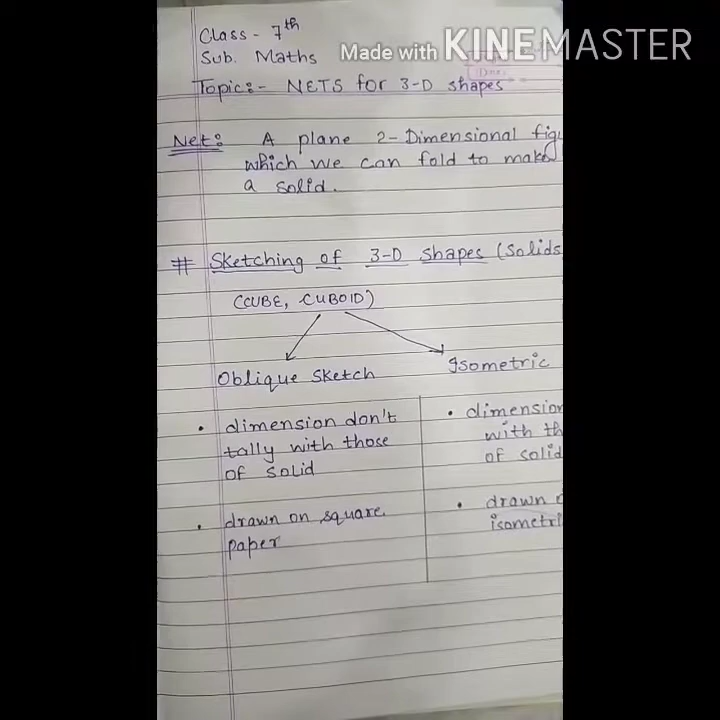 Class - 7th
Sub. Maths
Made with KINEMASTER
Topic:- NETS for 3-D shapes
Net: A plane 2-Dimensional figu
which we can fold to make
a solid.
# Sketching of 3-D shapes (Solids
(CUBE, CUBOID)
Oblique Sketch
Isometric
• dimension don't
tally with those
of solid
• drawn on square
paper
• dimension
with th
of solid
• drawn
isometri